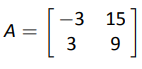 A = [ −3 15
3 9 ]